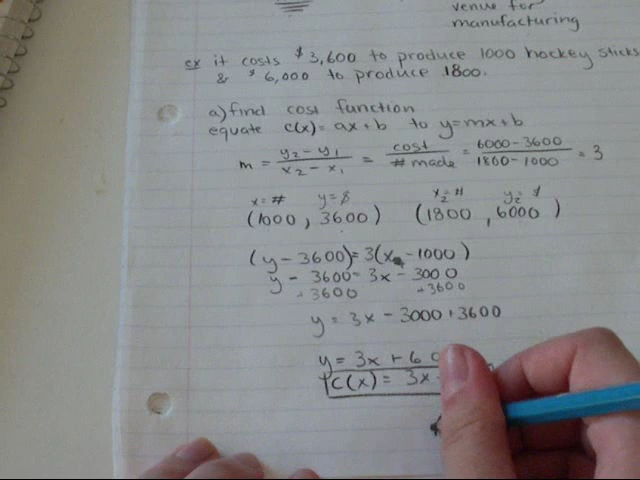 venue for
manufacturing
ex it costs $3,600 to produce 1000 hockey sticks
& $6,000 to produce 1800.
a) find cost function
equate c(x) = ax + b to y = mx + b
m = y2 - y1 / x2 - x1 = cost / # made = 6000 - 3600 / 1800 - 1000 = 3
x = # y = $ x2 = # y2 = $
(1000, 3600) (1800, 6000)
(y - 3600) = 3(x - 1000)
y - 3600 = 3x - 3000
+3600 +3600
y = 3x - 3000 + 3600
y = 3x + 60
C(x) = 3x